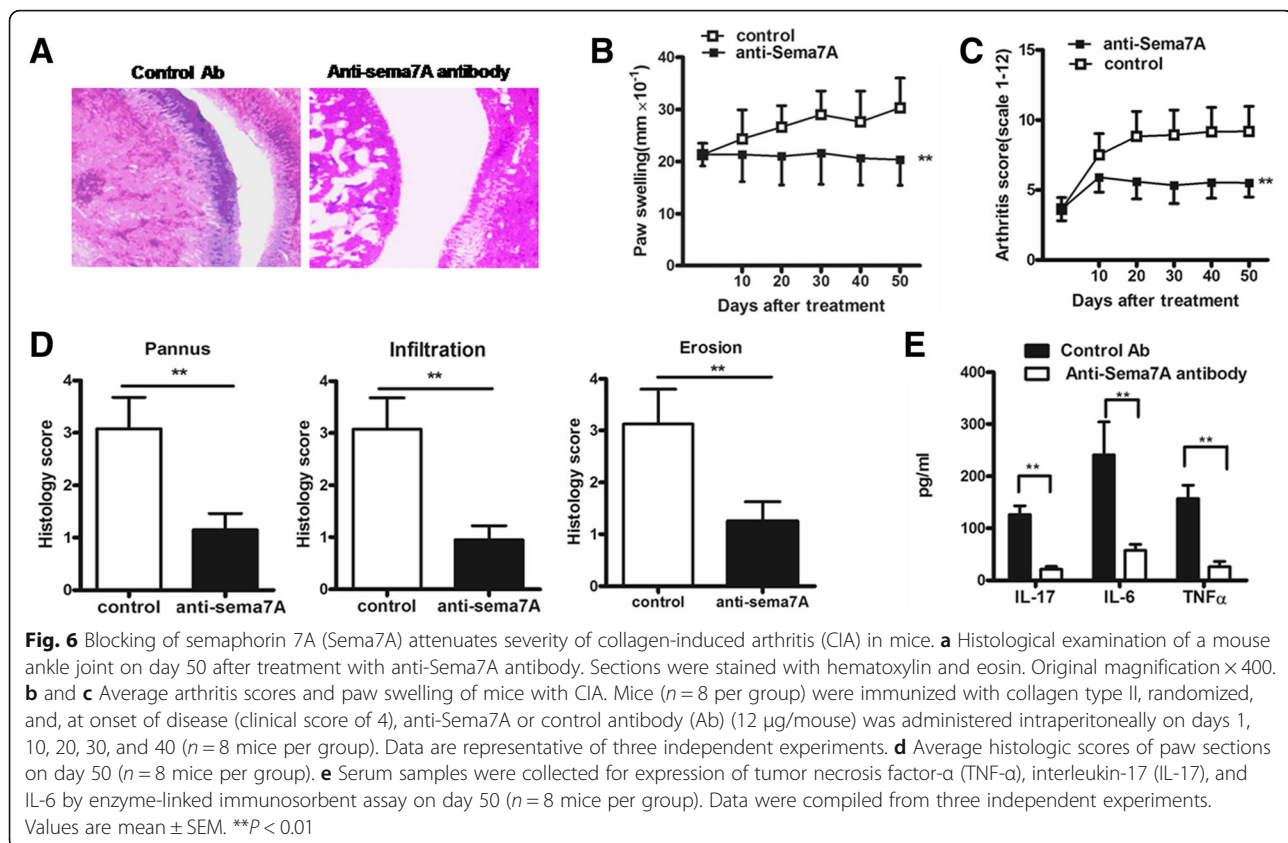 A
Control Ab
Anti-sema7A antibody
B
control
anti-Sema7A
Paw swelling(mm ×10-1)
40
30
20
10
0
**
10 20 30 40 50
Days after treatment
C
anti-Sema7A
control
Arthritis score(scale 1-12)
15
10
5
0
**
10 20 30 40 50
Days after treatment
D
Pannus
**
Histology score
4
3
2
1
0
control anti-sema7A
Infiltration
**
Histology score
4
3
2
1
0
control anti-sema7A
Erosion
**
Histology score
4
3
2
1
0
control anti-sema7A
E
Control Ab
Anti-Sema7A antibody
pg/ml
400
300
200
100
0
**
**
**
IL-17 IL-6 TNFα
Fig. 6 Blocking of semaphorin 7A (Sema7A) attenuates severity of collagen-induced arthritis (CIA) in mice. a Histological examination of a mouse
ankle joint on day 50 after treatment with anti-Sema7A antibody. Sections were stained with hematoxylin and eosin. Original magnification × 400.
b and c Average arthritis scores and paw swelling of mice with CIA. Mice (n = 8 per group) were immunized with collagen type II, randomized,
and, at onset of disease (clinical score of 4), anti-Sema7A or control antibody (Ab) (12 μg/mouse) was administered intraperitoneally on days 1,
10, 20, 30, and 40 (n = 8 mice per group). Data are representative of three independent experiments. d Average histologic scores of paw sections
on day 50 (n = 8 mice per group). e Serum samples were collected for expression of tumor necrosis factor-α (TNF-α), interleukin-17 (IL-17), and
IL-6 by enzyme-linked immunosorbent assay on day 50 (n = 8 mice per group). Data were compiled from three independent experiments.
Values are mean ± SEM. **P < 0.01